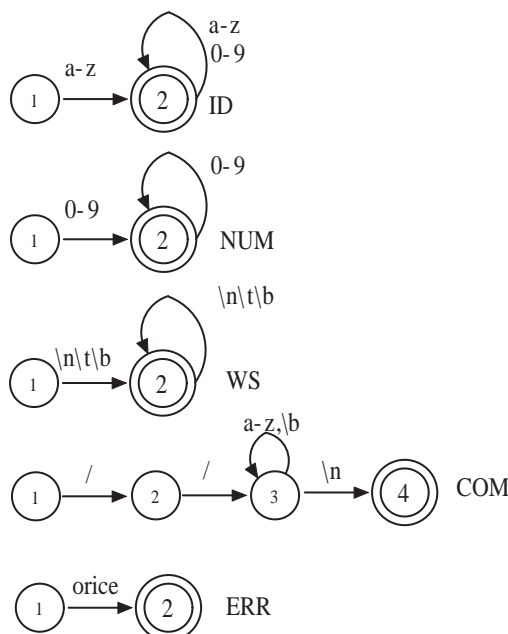 a-z
0-9
a-z
1 2 ID
0-9
0-9
1 2 NUM
\n\t\b
\n\t\b
1 2 WS
a-z,\b
/ / \n
1 2 3 4 COM
orice
1 2 ERR